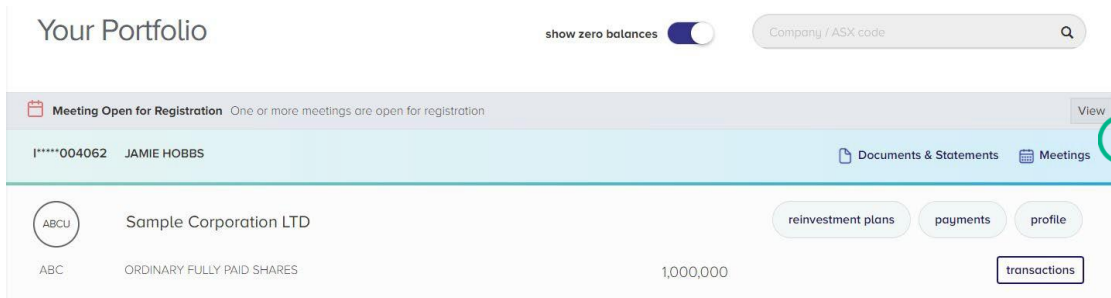 Your Portfolio
show zero balances
Company / ASX code
Meeting Open for Registration One or more meetings are open for registration
View
I*****004062 JAMIE HOBBS
Documents & Statements Meetings
ABCU Sample Corporation LTD
reinvestment plans payments profile
ABC ORDINARY FULLY PAID SHARES 1,000,000 transactions